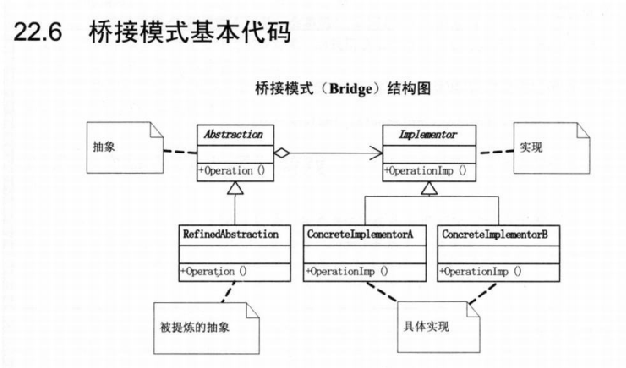 22.6 桥接模式基本代码
桥接模式（Bridge）结构图
抽象
Abstraction
+Operation ()
Implementor
+OperationImp ()
实现
RefinedAbstraction
+Operation ()
ConcreteImplementorA
+OperationImp ()
ConcreteImplementorB
+OperationImp ()
被提炼的抽象
具体实现